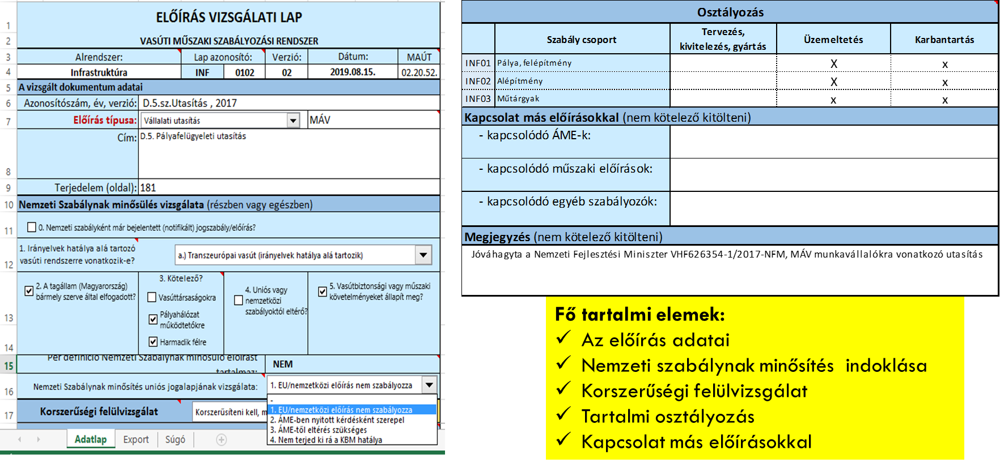 1 ELŐÍRÁS VIZSGÁLATI LAP
2 VASÚTI MŰSZAKI SZABÁLYOZÁSI RENDSZER
3 Alrendszer: Lap azonosító: Verzió: Dátum: MAÚT
4 Infrastruktúra INF 0102 02 2019.08.15. 02.20.52.
5 A vizsgált dokumentum adatai
6 Azonosítószám, év, verzió: D.5.sz.Utasítás , 2017
7 Előírás típusa: Vállalati utasítás MÁV
Cím: D.5. Pályafelügyeleti utasítás
8
9 Terjedelem (oldal): 181
10 Nemzeti Szabálynak minősülés vizsgálata (részben vagy egészben)
11 0. Nemzeti szabályként már bejelentett (notifikált) jogszabály/előírás?
1. Irányelvek hatálya alá tartozó
12 vasúti rendszerre vonatkozik-e? a.) Transzeurópai vasút (irányelvek hatálya alá tartozik)
2. A tagállam (Magyarország)
bármely szerve által elfogadott?
3. Kötelező?
Vasúttársaságokra
Pályahálózat
működtetőkre
Harmadik félre
4. Uniós vagy
nemzetközi
szabályoktól eltérő?
5. Vasútbiztonsági vagy műszaki
követelményeket állapít meg?
13
14
15 Per definíció Nemzeti Szabálynak minősülő előírást
tartalmaz: NEM
16 Nemzeti Szabálynak minősítés uniós jogalapjának vizsgálata: 1. EU/nemzetközi előírás nem szabályozza
-
1. EU/nemzetközi előírás nem szabályozza
2. ÁME-ben nyitott kérdésként szerepel
3. ÁME-től eltérés szükséges
4. Nem terjed ki rá a KBM hatálya
17 Korszerűségi felülvizsgálat Korszerűsíteni kell, m
Adatlap Export Súgó
Osztályozás
Szabály csoport Tervezés, kivitelezés, gyártás Üzemeltetés Karbantartás
INF01 Pálya, felépítmény X x
INF02 Alépítmény X x
INF03 Műtárgyak x x
Kapcsolat más előírásokkal (nem kötelező kitölteni)
- kapcsolódó ÁME-k:
- kapcsolódó műszaki előírások:
- kapcsolódó egyéb szabályozók:
Megjegyzés (nem kötelező kitölteni)
Jóváhagyta a Nemzeti Fejlesztési Miniszter VHF626354-1/2017-NFM, MÁV munkavállalókra vonatkozó utasítás
Fő tartalmi elemek:
✓ Az előírás adatai
✓ Nemzeti szabálynak minősítés indoklása
✓ Korszerűségi felülvizsgálat
✓ Tartalmi osztályozás
✓ Kapcsolat más előírásokkal